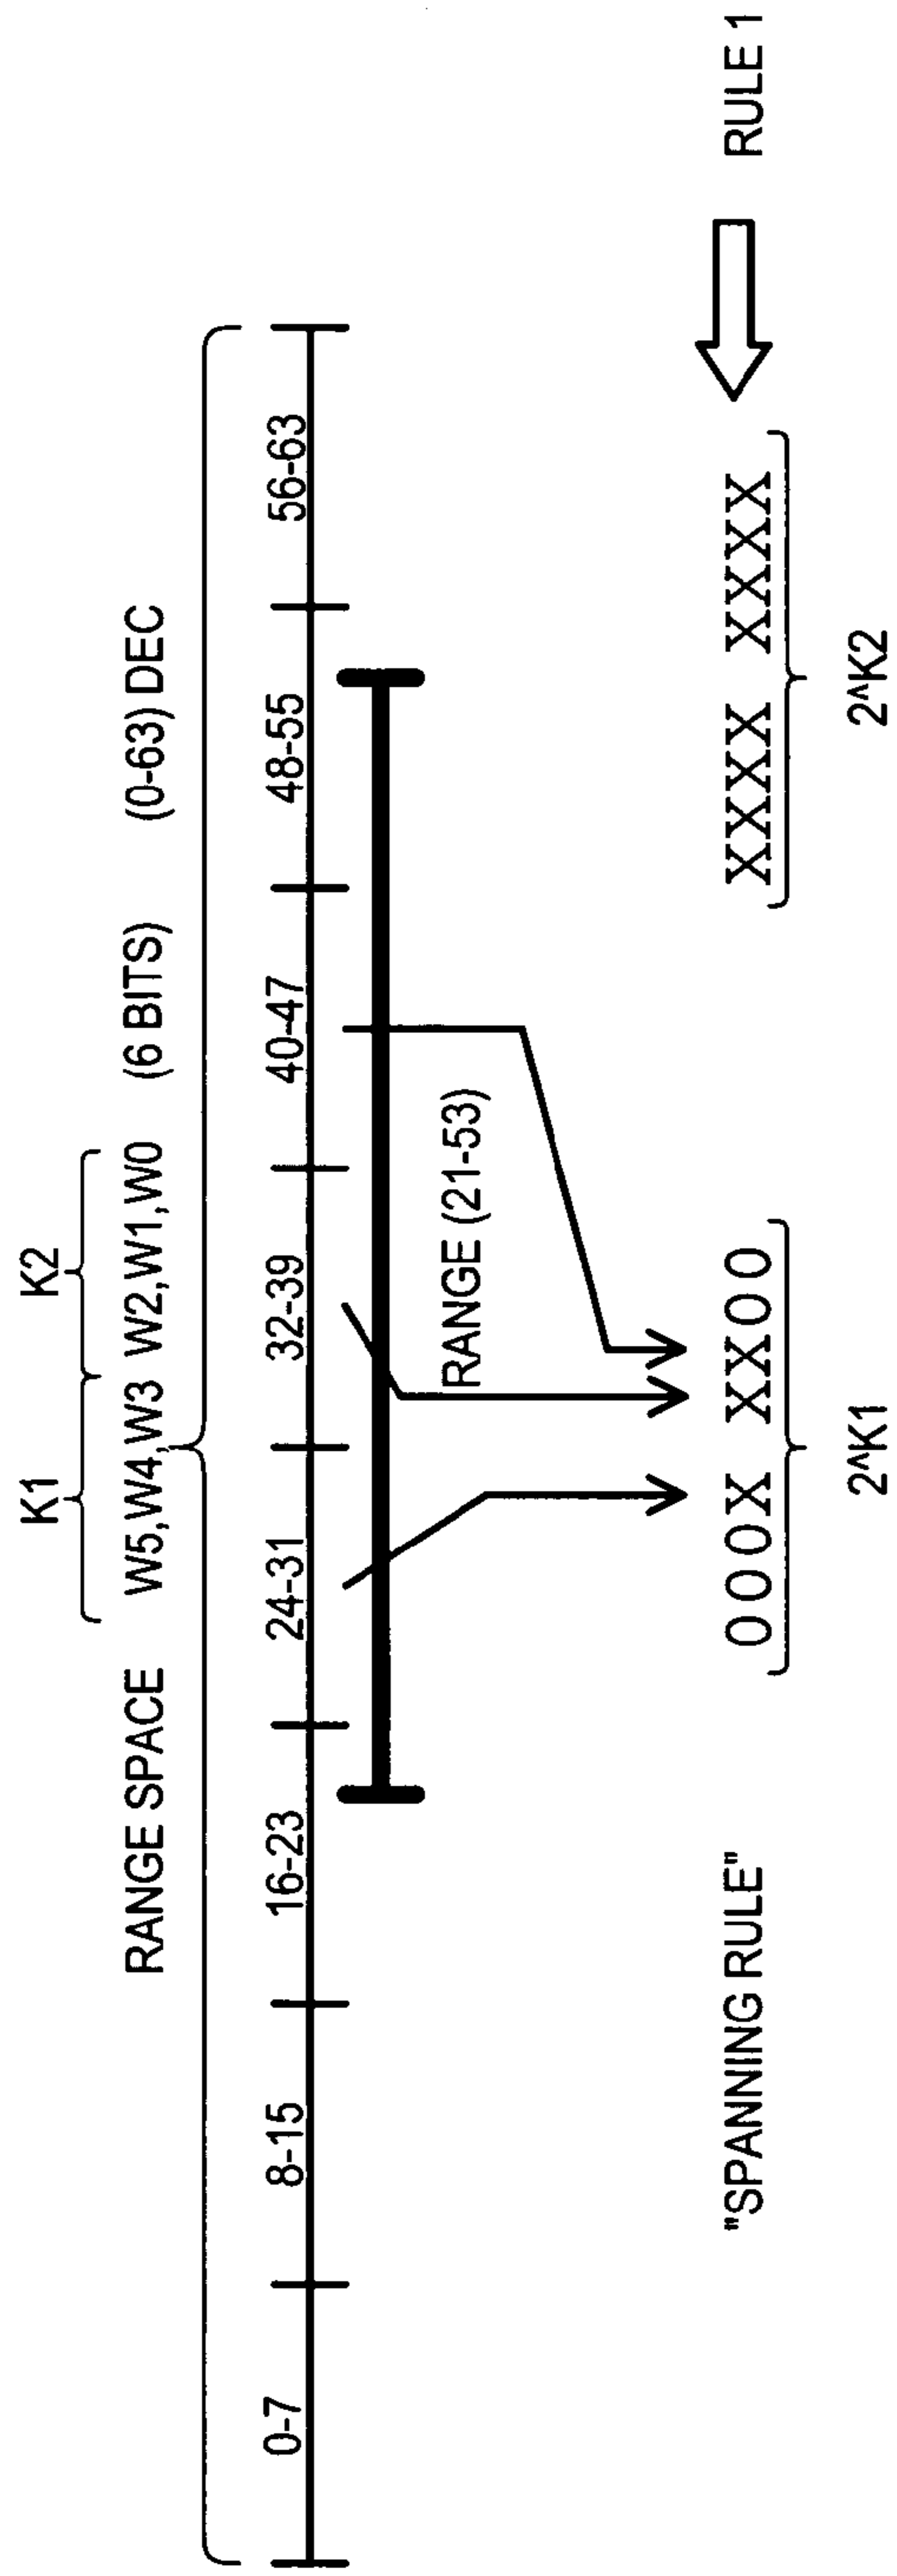 K1 K2
RANGE SPACE W5,W4,W3 W2,W1,W0 (6 BITS) (0-63) DEC
0-7 8-15 16-23 24-31 32-39 40-47 48-55 56-63
RANGE (21-53)
"SPANNING RULE" 000X XX00 XXXX XXXX RULE 1
2^K1 2^K2